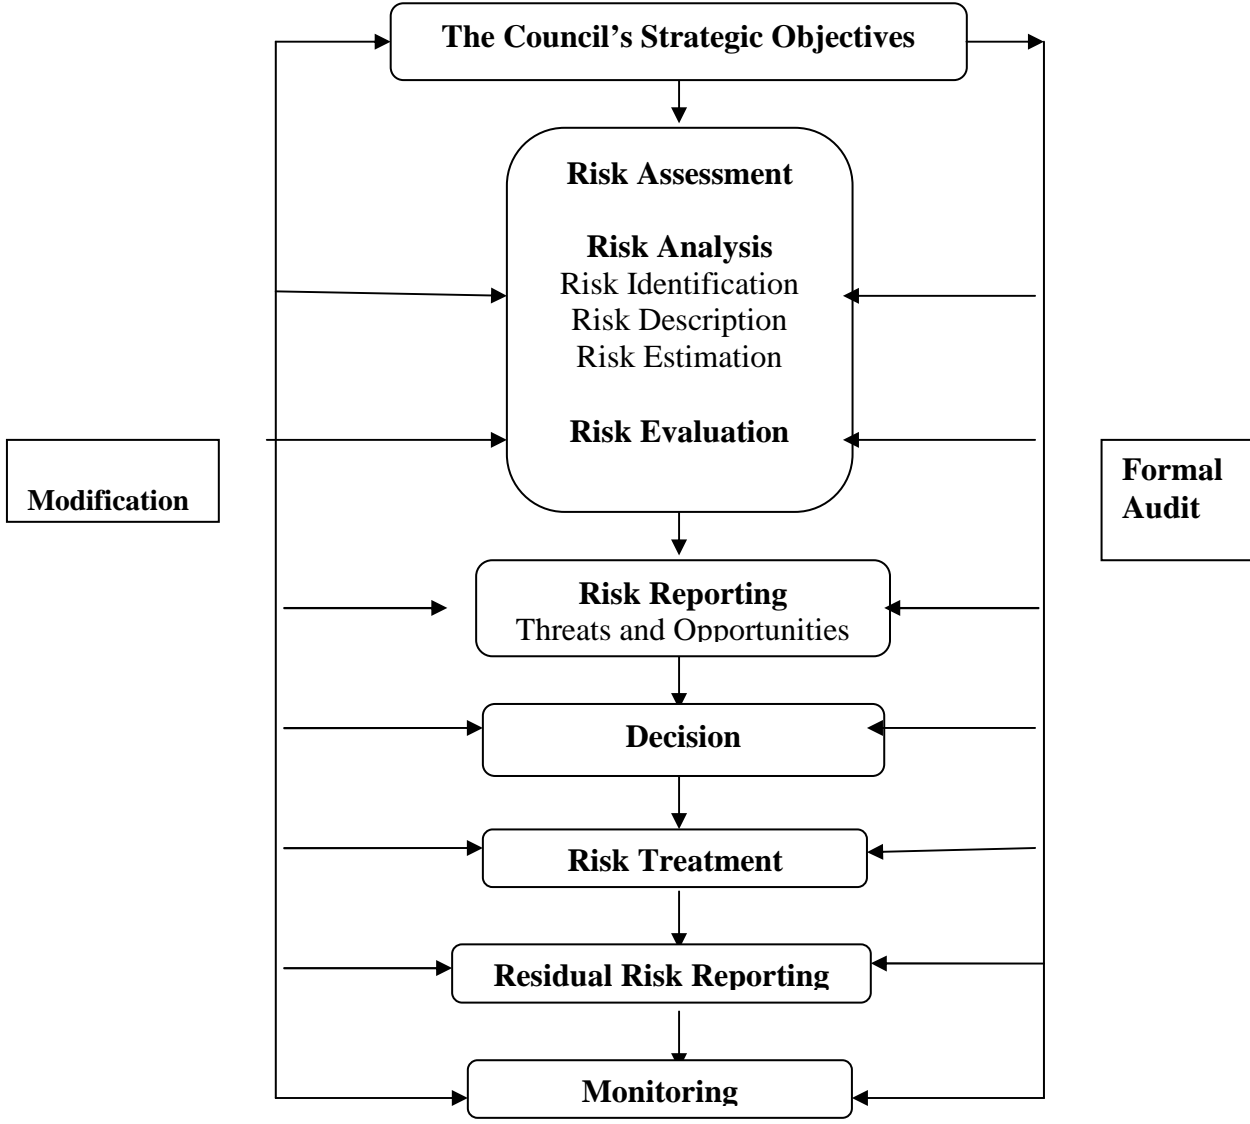 The Council’s Strategic Objectives
Risk Assessment
Risk Analysis
Risk Identification
Risk Description
Risk Estimation
Risk Evaluation
Modification
Formal
Audit
Risk Reporting
Threats and Opportunities
Decision
Risk Treatment
Residual Risk Reporting
Monitoring